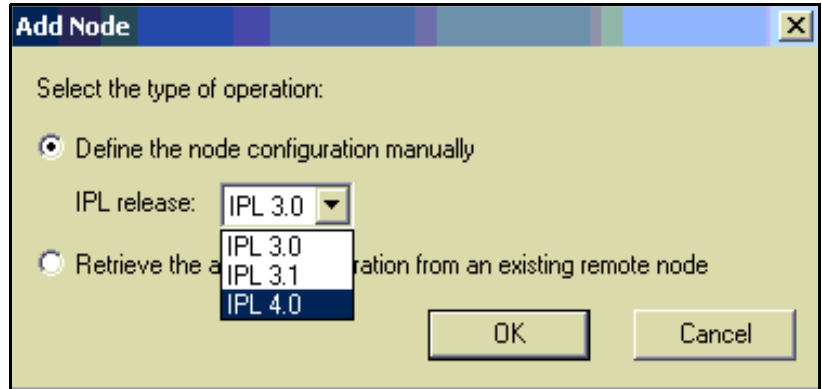 Add Node
Select the type of operation:
Define the node configuration manually
IPL release: IPL 3.0
IPL 3.0
Retrieve the a ration from an existing remote node
IPL 3.1
IPL 4.0
OK Cancel